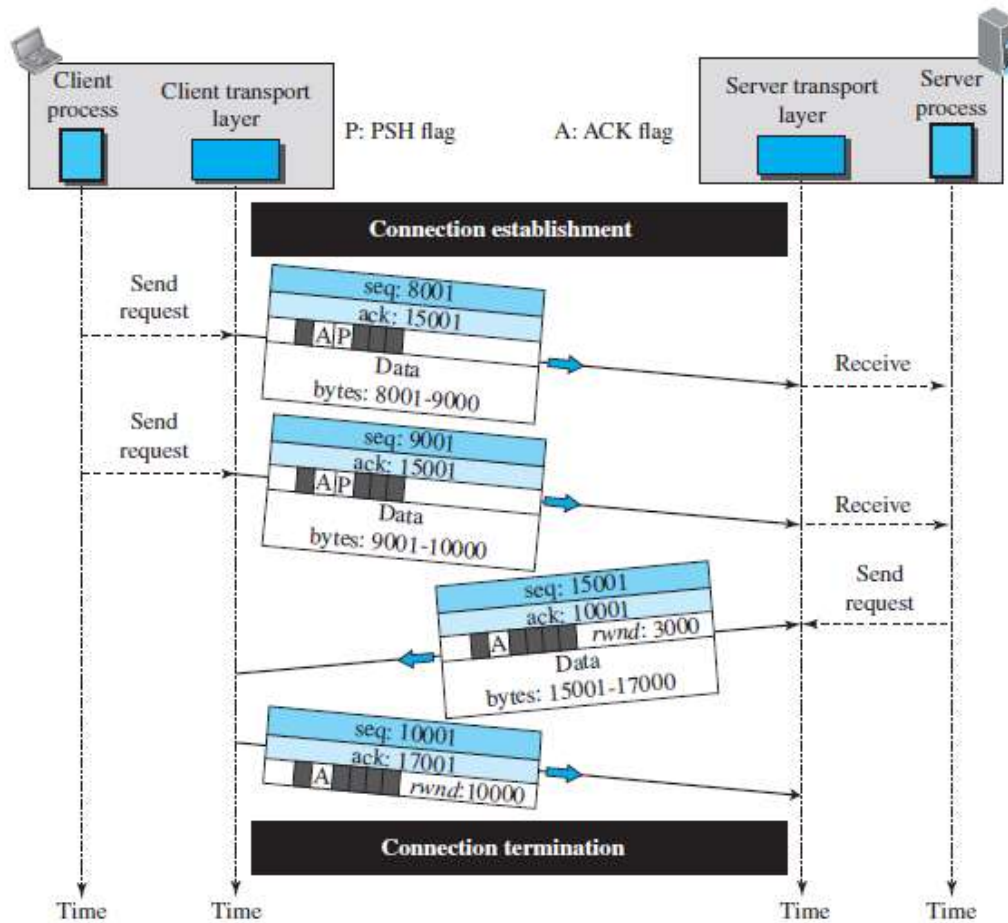 Client
process
Client transport
layer
P: PSH flag
A: ACK flag
Server transport
layer
Server
process
Connection establishment
Send
request
seq: 8001
ack: 15001
A P
Data
bytes: 8001-9000
Receive
Send
request
seq: 9001
ack: 15001
A P
Data
bytes: 9001-10000
Receive
Send
request
seq: 15001
ack: 10001
A rwnd: 3000
Data
bytes: 15001-17000
seq: 10001
ack: 17001
A rwnd:10000
Connection termination
Time
Time
Time
Time